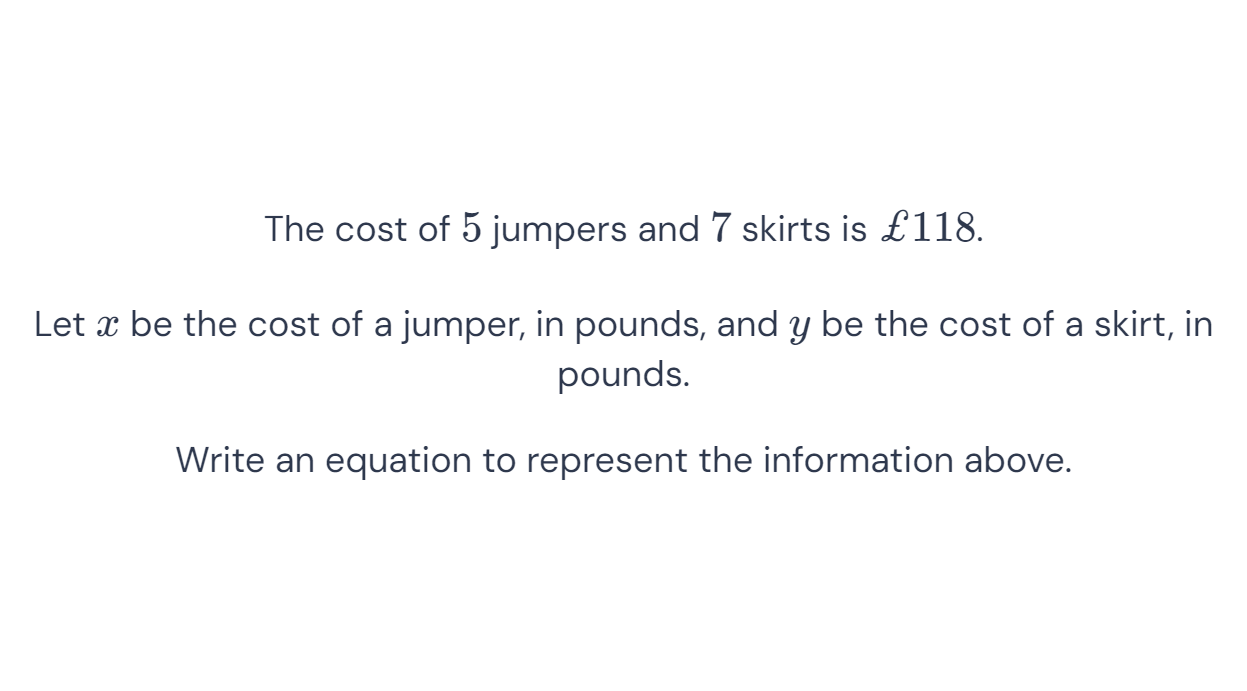 The cost of 5 jumpers and 7 skirts is £118.
Let x be the cost of a jumper, in pounds, and y be the cost of a skirt, in
pounds.
Write an equation to represent the information above.